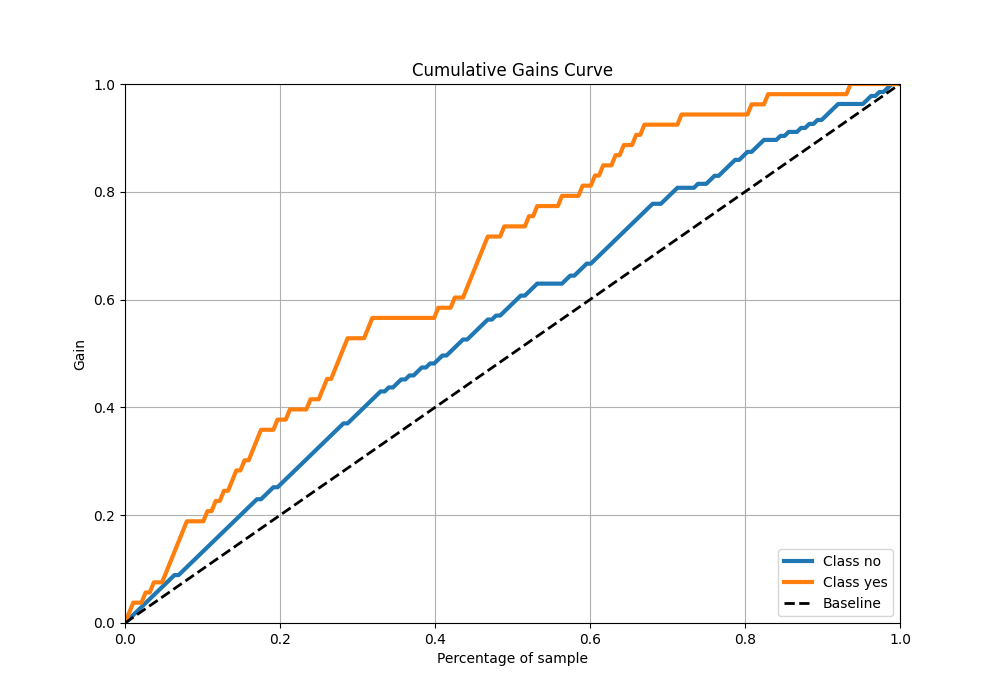 Cumulative Gains Curve
Gain
1.0
0.8
0.6
0.4
0.2
0.0
0.0 0.2 0.4 0.6 0.8 1.0
Percentage of sample
Class no
Class yes
Baseline